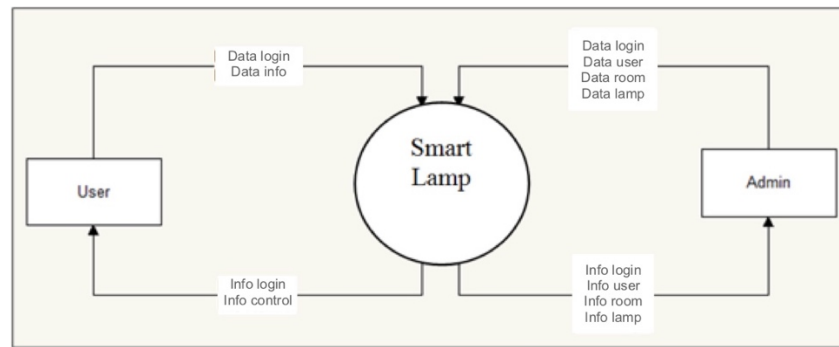 Data login
Data info
Data login
Data user
Data room
Data lamp
Smart
Lamp
User
Admin
Info login
Info control
Info login
Info user
Info room
Info lamp